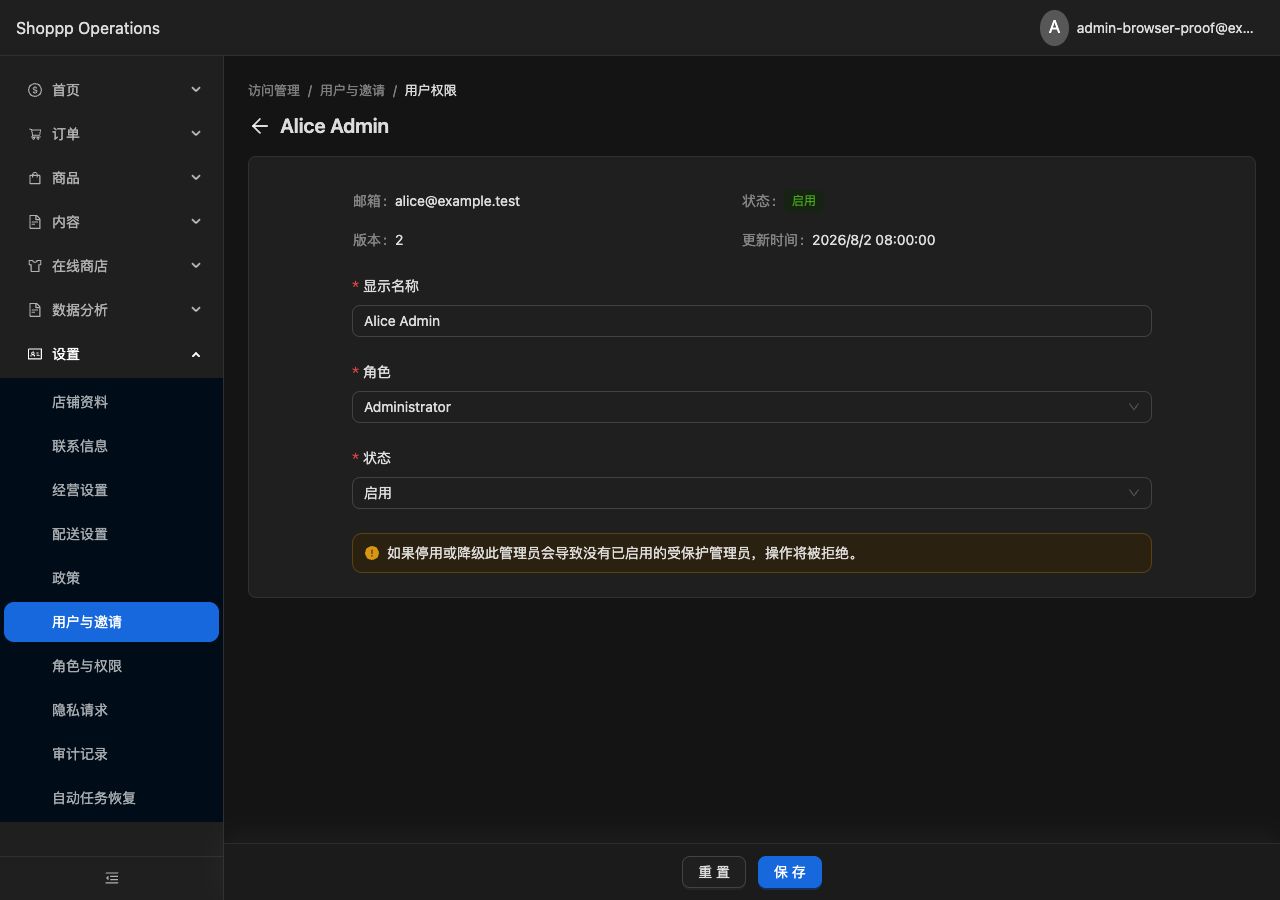 Shoppp Operations
A admin-browser-proof@ex...
首页
订单
商品
内容
在线商店
数据分析
设置
店铺资料
联系信息
经营设置
配送设置
政策
用户与邀请
角色与权限
隐私请求
审计记录
自动任务恢复
访问管理 / 用户与邀请 / 用户权限
Alice Admin
邮箱： alice@example.test
状态： 启用
版本： 2
更新时间： 2026/8/2 08:00:00
* 显示名称
Alice Admin
* 角色
Administrator
* 状态
启用
如果停用或降级此管理员会导致没有已启用的受保护管理员，操作将被拒绝。
重 置
保 存